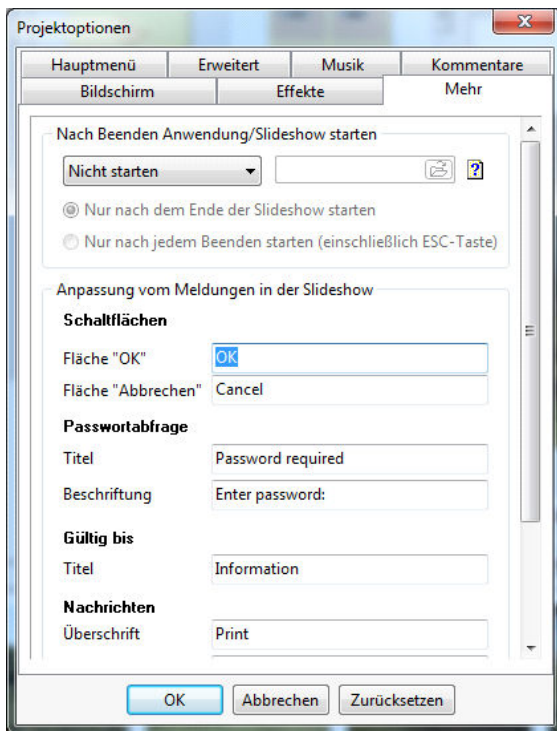 Projektoptionen
Hauptmenü Erweitert Musik Kommentare
Bildschirm Effekte Mehr
Nach Beenden Anwendung/Slideshow starten
Nicht starten
Nur nach dem Ende der Slideshow starten
Nur nach jedem Beenden starten (einschließlich ESC-Taste)
Anpassung vom Meldungen in der Slideshow
Schaltflächen
Fläche "OK" OK
Fläche "Abbrechen" Cancel
Passwortabfrage
Titel Password required
Beschriftung Enter password:
Gültig bis
Titel Information
Nachrichten
Überschrift Print
OK Abbrechen Zurücksetzen